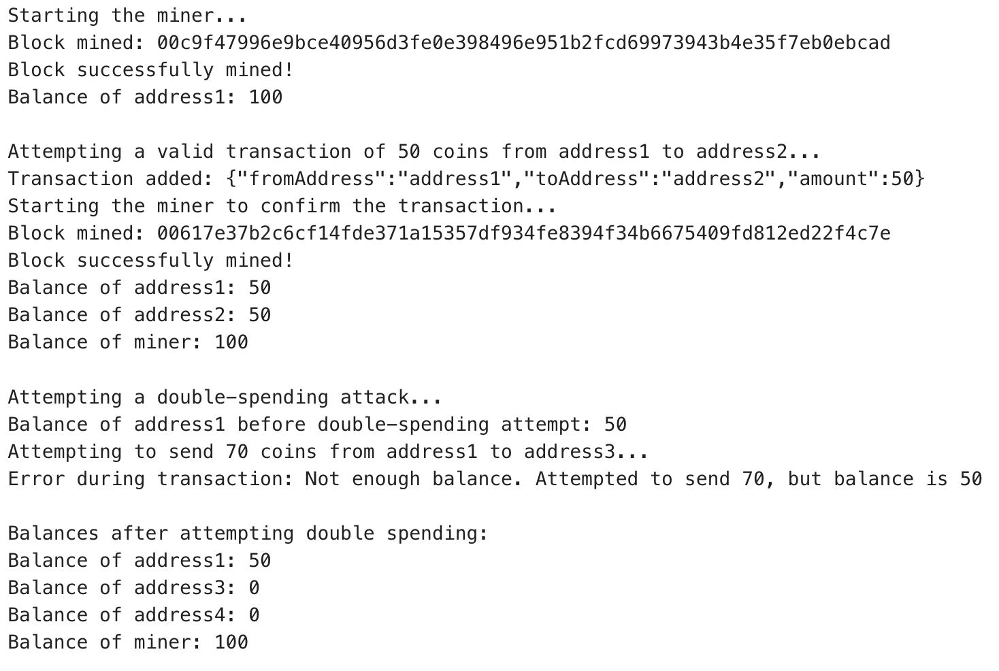 Starting the miner...
Block mined: 00c9f47996e9bce40956d3fe0e398496e951b2fcd69973943b4e35f7eb0ebcad
Block successfully mined!
Balance of address1: 100
Attempting a valid transaction of 50 coins from address1 to address2...
Transaction added: {"fromAddress":"address1","toAddress":"address2","amount":50}
Starting the miner to confirm the transaction...
Block mined: 00617e37b2c6cf14fde371a15357df934fe8394f34b6675409fd812ed22f4c7e
Block successfully mined!
Balance of address1: 50
Balance of address2: 50
Balance of miner: 100
Attempting a double-spending attack...
Balance of address1 before double-spending attempt: 50
Attempting to send 70 coins from address1 to address3...
Error during transaction: Not enough balance. Attempted to send 70, but balance is 50
Balances after attempting double spending:
Balance of address1: 50
Balance of address3: 0
Balance of address4: 0
Balance of miner: 100